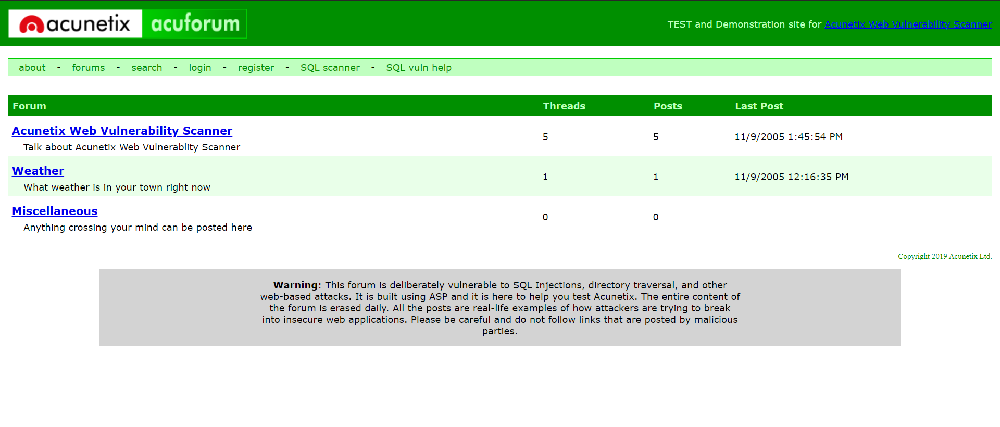 acunetix acuforum
TEST and Demonstration site for Acunetix Web Vulnerability Scanner
about - forums - search - login - register - SQL scanner - SQL vuln help
Forum Threads Posts Last Post
Acunetix Web Vulnerability Scanner
Talk about Acunetix Web Vulnerablity Scanner
5 5 11/9/2005 1:45:54 PM
Weather
What weather is in your town right now
1 1 11/9/2005 12:16:35 PM
Miscellaneous
Anything crossing your mind can be posted here
0 0
Copyright 2019 Acunetix Ltd.
Warning: This forum is deliberately vulnerable to SQL Injections, directory traversal, and other
web-based attacks. It is built using ASP and it is here to help you test Acunetix. The entire content of
the forum is erased daily. All the posts are real-life examples of how attackers are trying to break
into insecure web applications. Please be careful and do not follow links that are posted by malicious
parties.